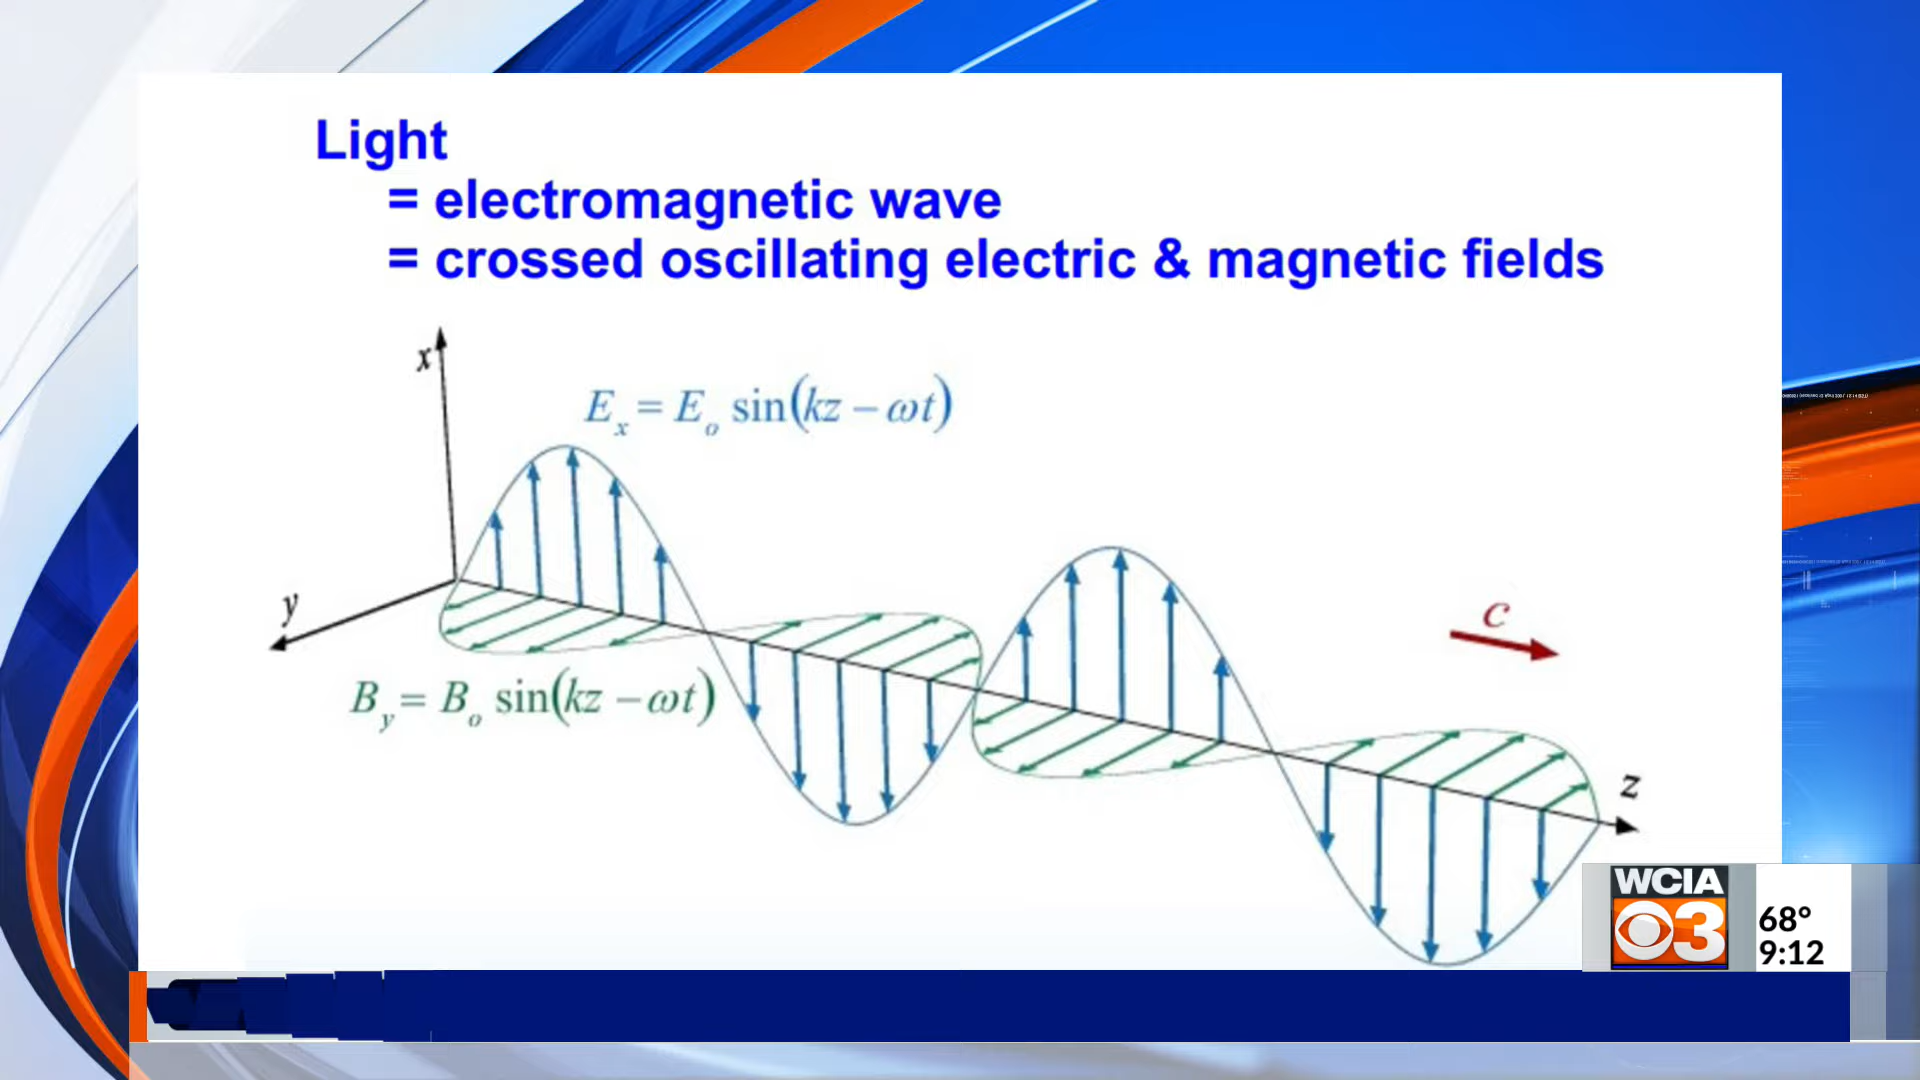 Light
= electromagnetic wave
= crossed oscillating electric & magnetic fields
x
E_x = E_o sin(kz − ωt)
y
c
B_y = B_o sin(kz − ωt)
z
WCIA
3
68°
9:12